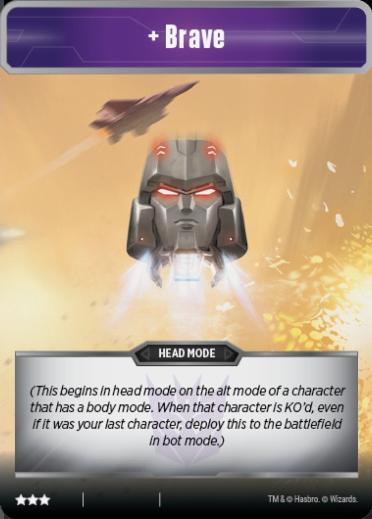 + Brave
HEAD MODE
(This begins in head mode on the alt mode of a character
that has a body mode. When that character is KO'd, even
if it was your last character, deploy this to the battlefield
in bot mode.)
TM & © Hasbro. © Wizards.